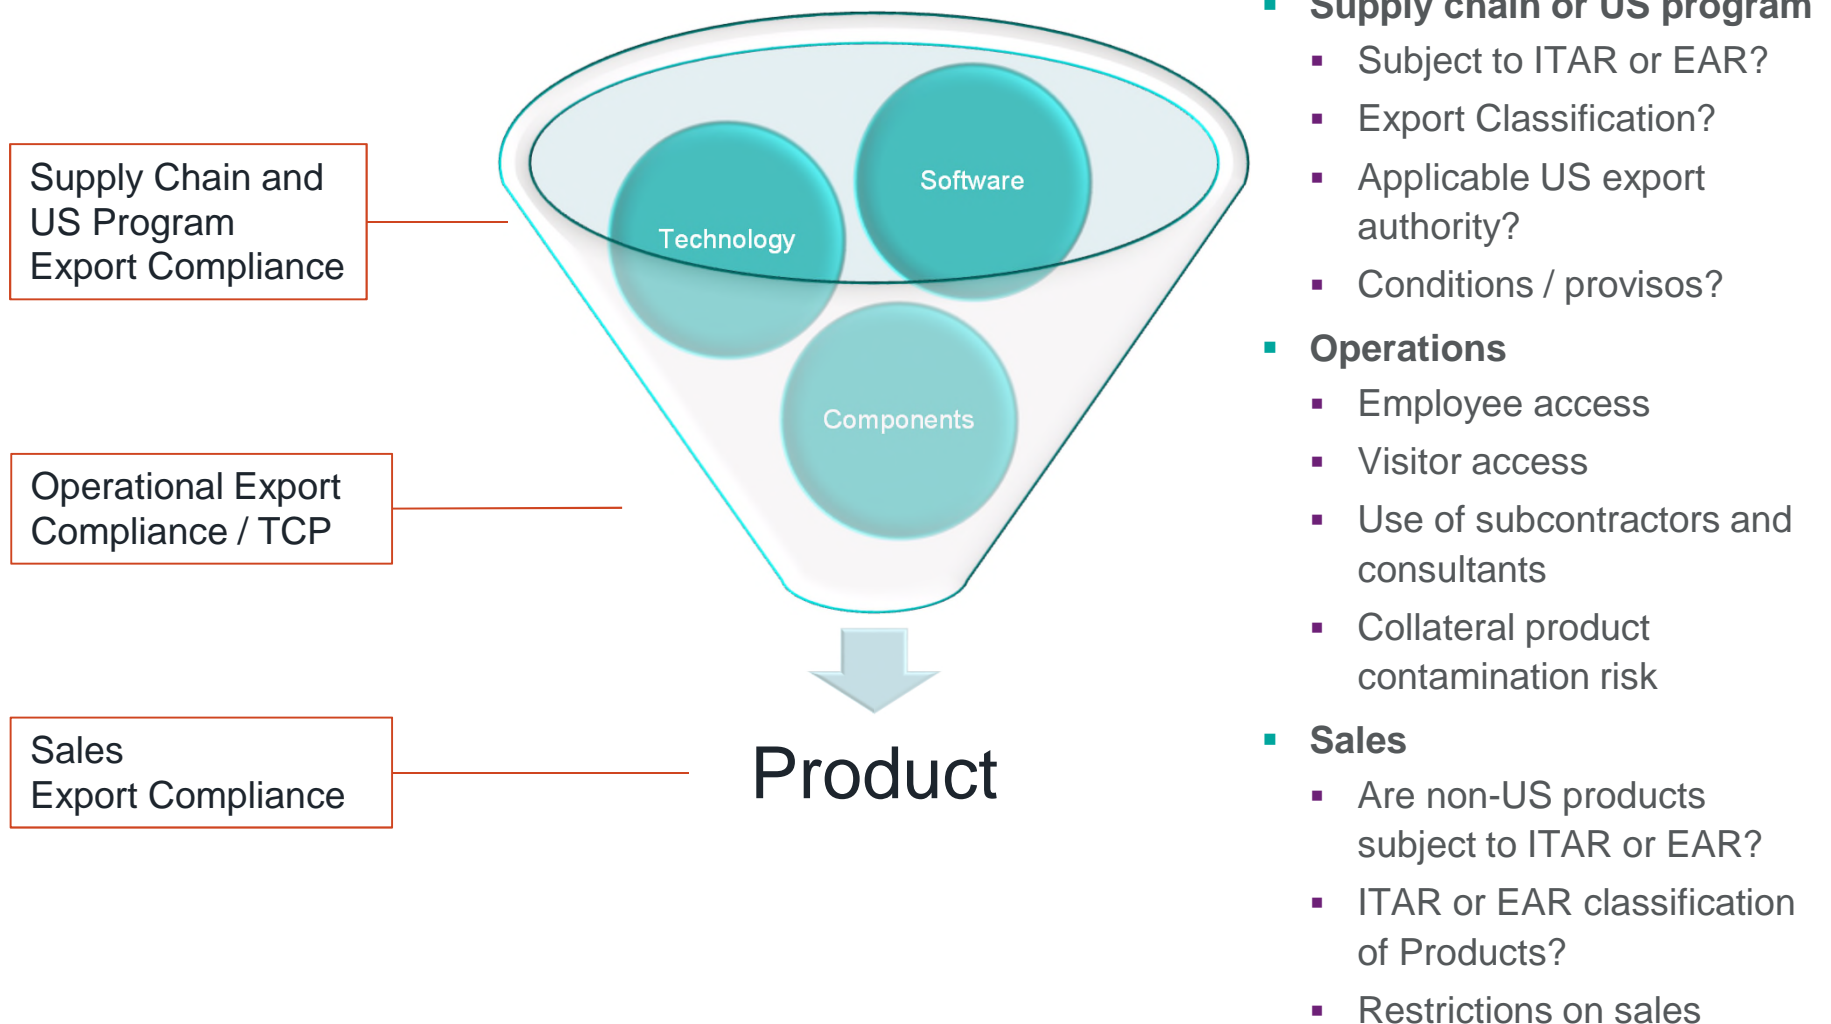 Supply Chain and
US Program
Export Compliance
Operational Export
Compliance / TCP
Sales
Export Compliance
Software
Technology
Components
Product
Supply chain or US program
Subject to ITAR or EAR?
Export Classification?
Applicable US export
authority?
Conditions / provisos?
Operations
Employee access
Visitor access
Use of subcontractors and
consultants
Collateral product
contamination risk
Sales
Are non-US products
subject to ITAR or EAR?
ITAR or EAR classification
of Products?
Restrictions on sales